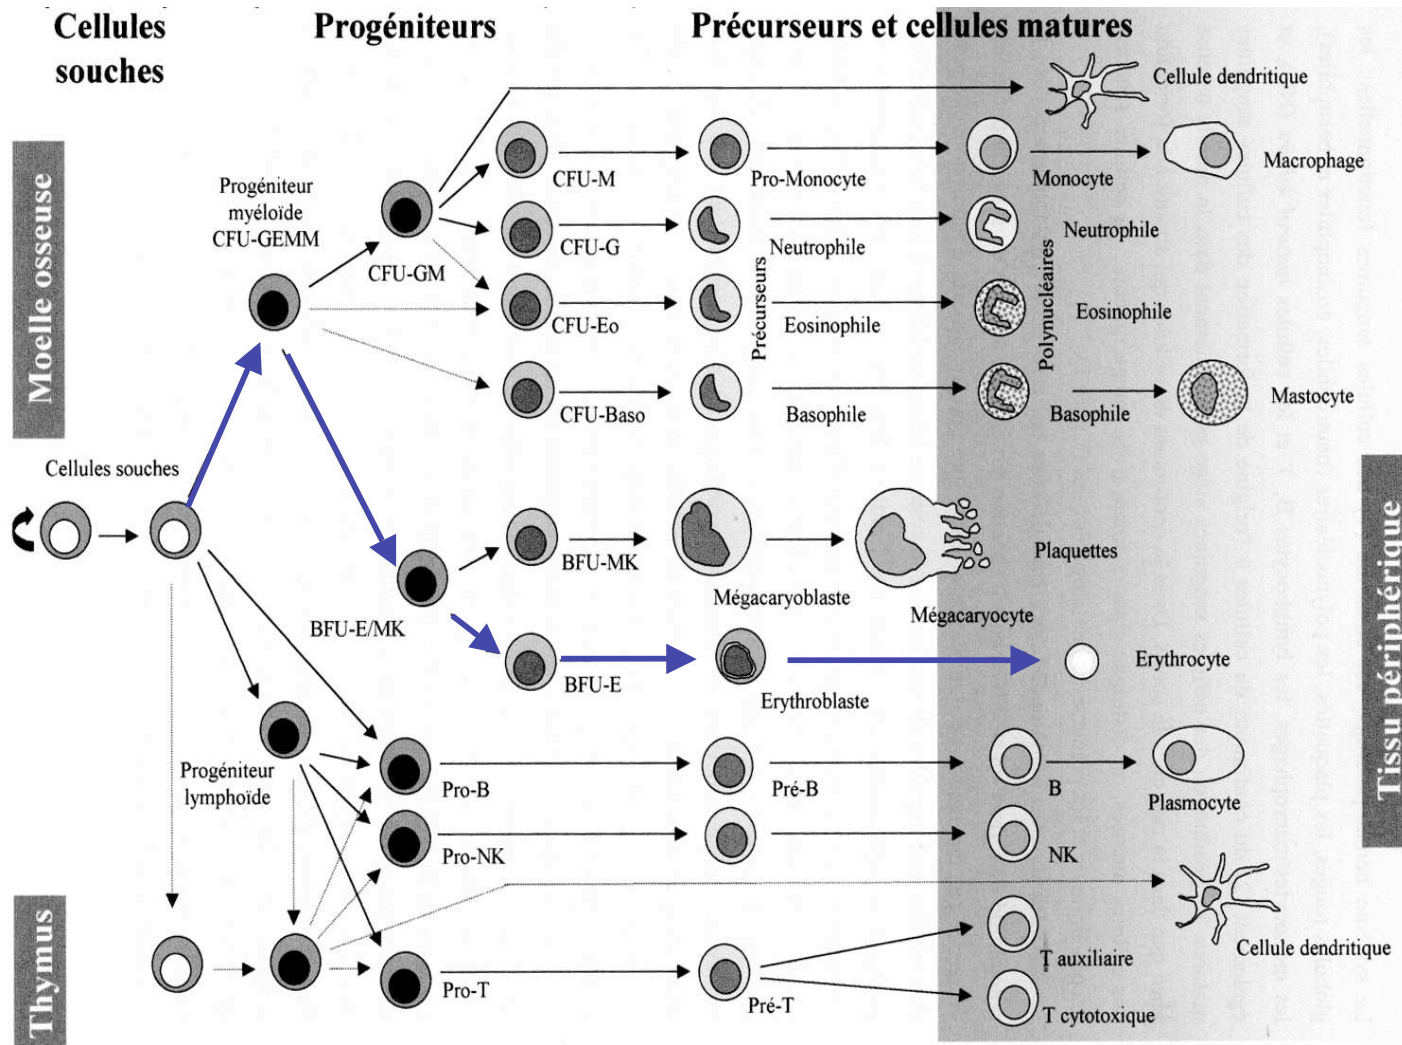 Cellules
souches
Progéniteurs
Précurseurs et cellules matures
Moelle osseuse
Cellule dendritique
CFU-M
Pro-Monocyte
Monocyte
Macrophage
Progéniteur
myéloïde
CFU-GEMM
CFU-GM
CFU-G
Neutrophile
Neutrophile
CFU-Eo
Précurseurs
Eosinophile
Polynucléaires
Eosinophile
CFU-Baso
Basophile
Basophile
Mastocyte
Cellules souches
Tissu périphérique
BFU-MK
Mégacaryoblaste
Mégacaryocyte
Plaquettes
BFU-E/MK
BFU-E
Erythroblaste
Erythrocyte
Progéniteur
lymphoïde
Pro-B
Pré-B
B
Plasmocyte
Pro-NK
NK
Thymus
Cellule dendritique
Pro-T
Pré-T
T auxiliaire
T cytotoxique